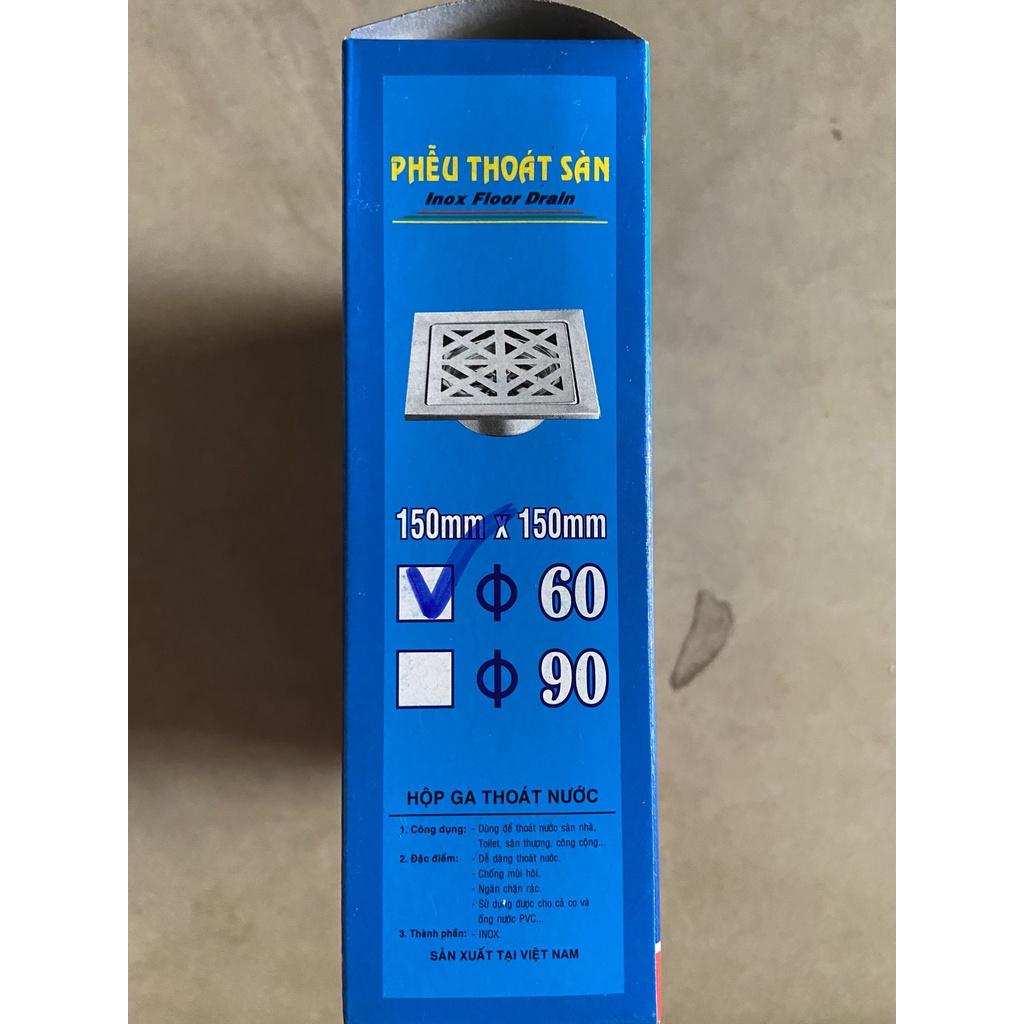 PHỄU THOÁT SÀN
Inox Floor Drain
150mm x 150mm
ф 60
ф 90
HỘP GA THOÁT NƯỚC
1. Công dụng: - Dùng để thoát nước sàn nhà,
Toilet, sân thượng, công cộng...
2. Đặc điểm: - Dễ dàng thoát nước.
- Chống mùi hôi.
- Ngăn chặn rác.
- Sử dụng được cho cả co và
ống nước PVC...
3. Thành phần: - INOX.
SẢN XUẤT TẠI VIỆT NAM